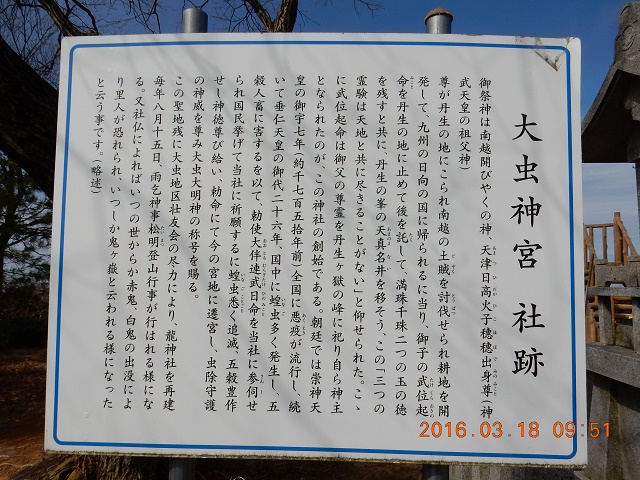 大虫神宮 社跡
御祭神は南越開びやくの神、天津日高火子穂穂出身尊(神
武天皇の祖父神)
尊が丹生の地にこられ南越の土賊を討伐せられ耕地を開
発して、九州の日向の国に帰られるに当り、御子の武位起
命を丹生の地に止めて後を託して、満珠千珠二つの玉の徳
を残すと共に、丹生の峯の天真名井を移そう、この「三つの
霊験は天地と共に尽きることがない」と仰せられた。こゝ
に武位起命は御父の尊霊を丹生ヶ獄の峰に祀り自ら神主
となられたのが、この神社の創始である。朝廷では崇神天
皇の御宇七年(約千七百五拾年前)全国に悪疫が流行し、続
いて垂仁天皇の御代二十六年、国中に蝗虫多く発生し、五
穀人畜に害するを以て、勅使大伴連武日命を当社に参伺せ
られ国民挙げて当社に祈願するに蝗虫悉く追滅、五穀豊作
せし神徳尊び給い、勅命にて今の宮地に遷宮し、虫除守護
の神威を尊み大虫大明神の称号を賜る。
この聖地残に大虫地区壮友会の尽力により、龍神社を再建
毎年八月十五日、雨乞神事松明登山行事が行はれる様にな
る。又社仏によればいつの世からか赤鬼、白鬼の出没によ
り里人が恐れられ、いつしか鬼ヶ嶽と云われる様になった
と云う事です。(略述)
2016.03.18 09:51